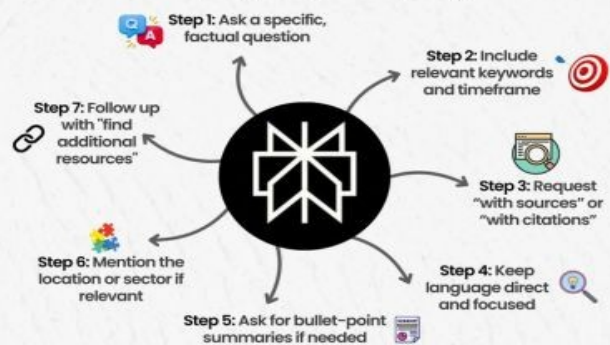 Step 1: Ask a specific,
factual question
Step 2: Include
relevant keywords
and timeframe
Step 3: Request
“with sources” or
“with citations”
Step 4: Keep
language direct
and focused
Step 5: Ask for bullet-point
summaries if needed
Step 6: Mention the
location or sector if
relevant
Step 7: Follow up
with "find
additional
resources"
Q
A